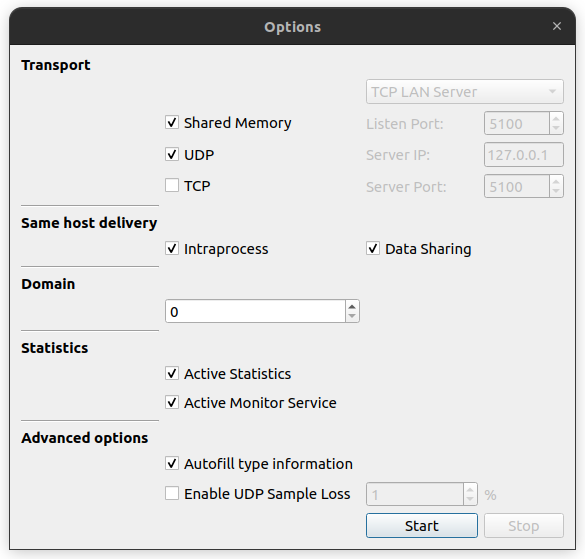 Options
Transport
TCP LAN Server
Shared Memory Listen Port: 5100
UDP Server IP: 127.0.0.1
TCP Server Port: 5100
Same host delivery
Intraprocess Data Sharing
Domain
0
Statistics
Active Statistics
Active Monitor Service
Advanced options
Autofill type information
Enable UDP Sample Loss 1 %
Start Stop